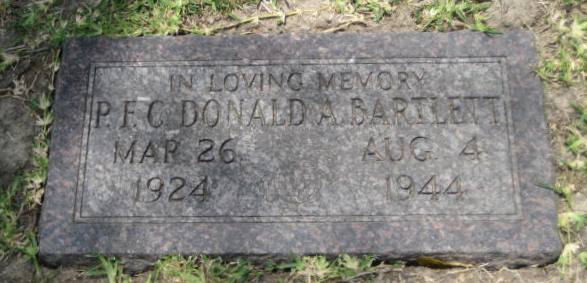 IN LOVING MEMORY
P.F.C. DONALD A. BARTLETT
MAR. 26 AUG. 4
1924 1944